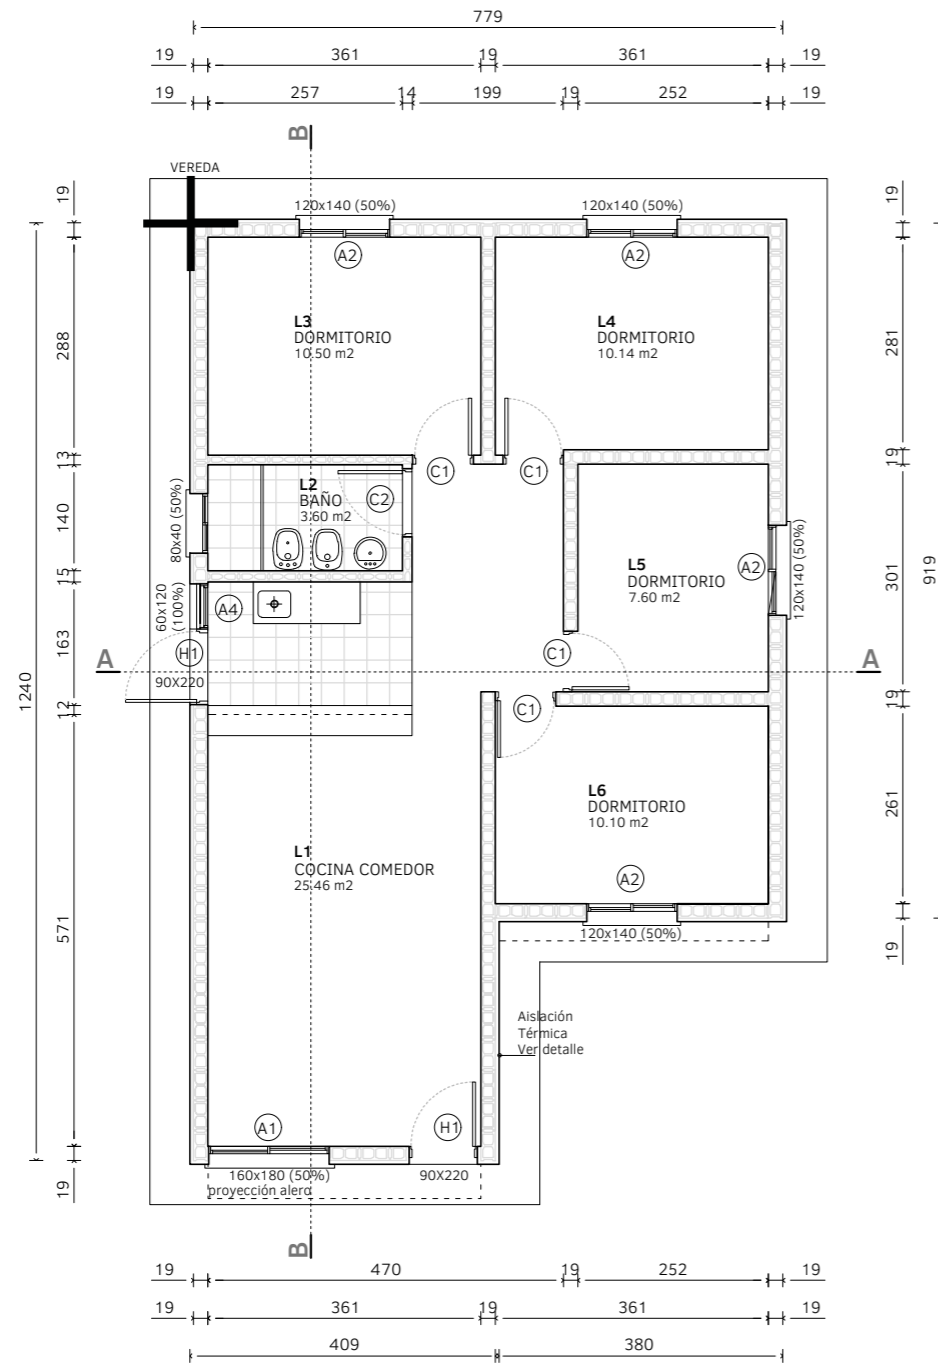 779
19 361 19 361 19
19 257 14 199 19 252 19
B
VEREDA
120x140 (50%)
120x140 (50%)
A2
A2
L3
DORMITORIO
10.50 m2
L4
DORMITORIO
10.14 m2
C1
C1
L2
BAÑO
3.60 m2
C2
80x40 (50%)
L5
DORMITORIO
7.60 m2
A2
120x140 (50%)
60x120
(100%)
A4
H1
90X220
C1
A
A
C1
L6
DORMITORIO
10.10 m2
A2
120x140 (50%)
L1
COCINA COMEDOR
25.46 m2
Aislación
Térmica
Ver detalle
A1
H1
160x180 (50%)
90X220
proyección alero
B
19
288
13
140
15
163
12
571
19
1240
19
281
19
301
19
261
19
919
19 470 19 252 19
19 361 19 361 19
409 380